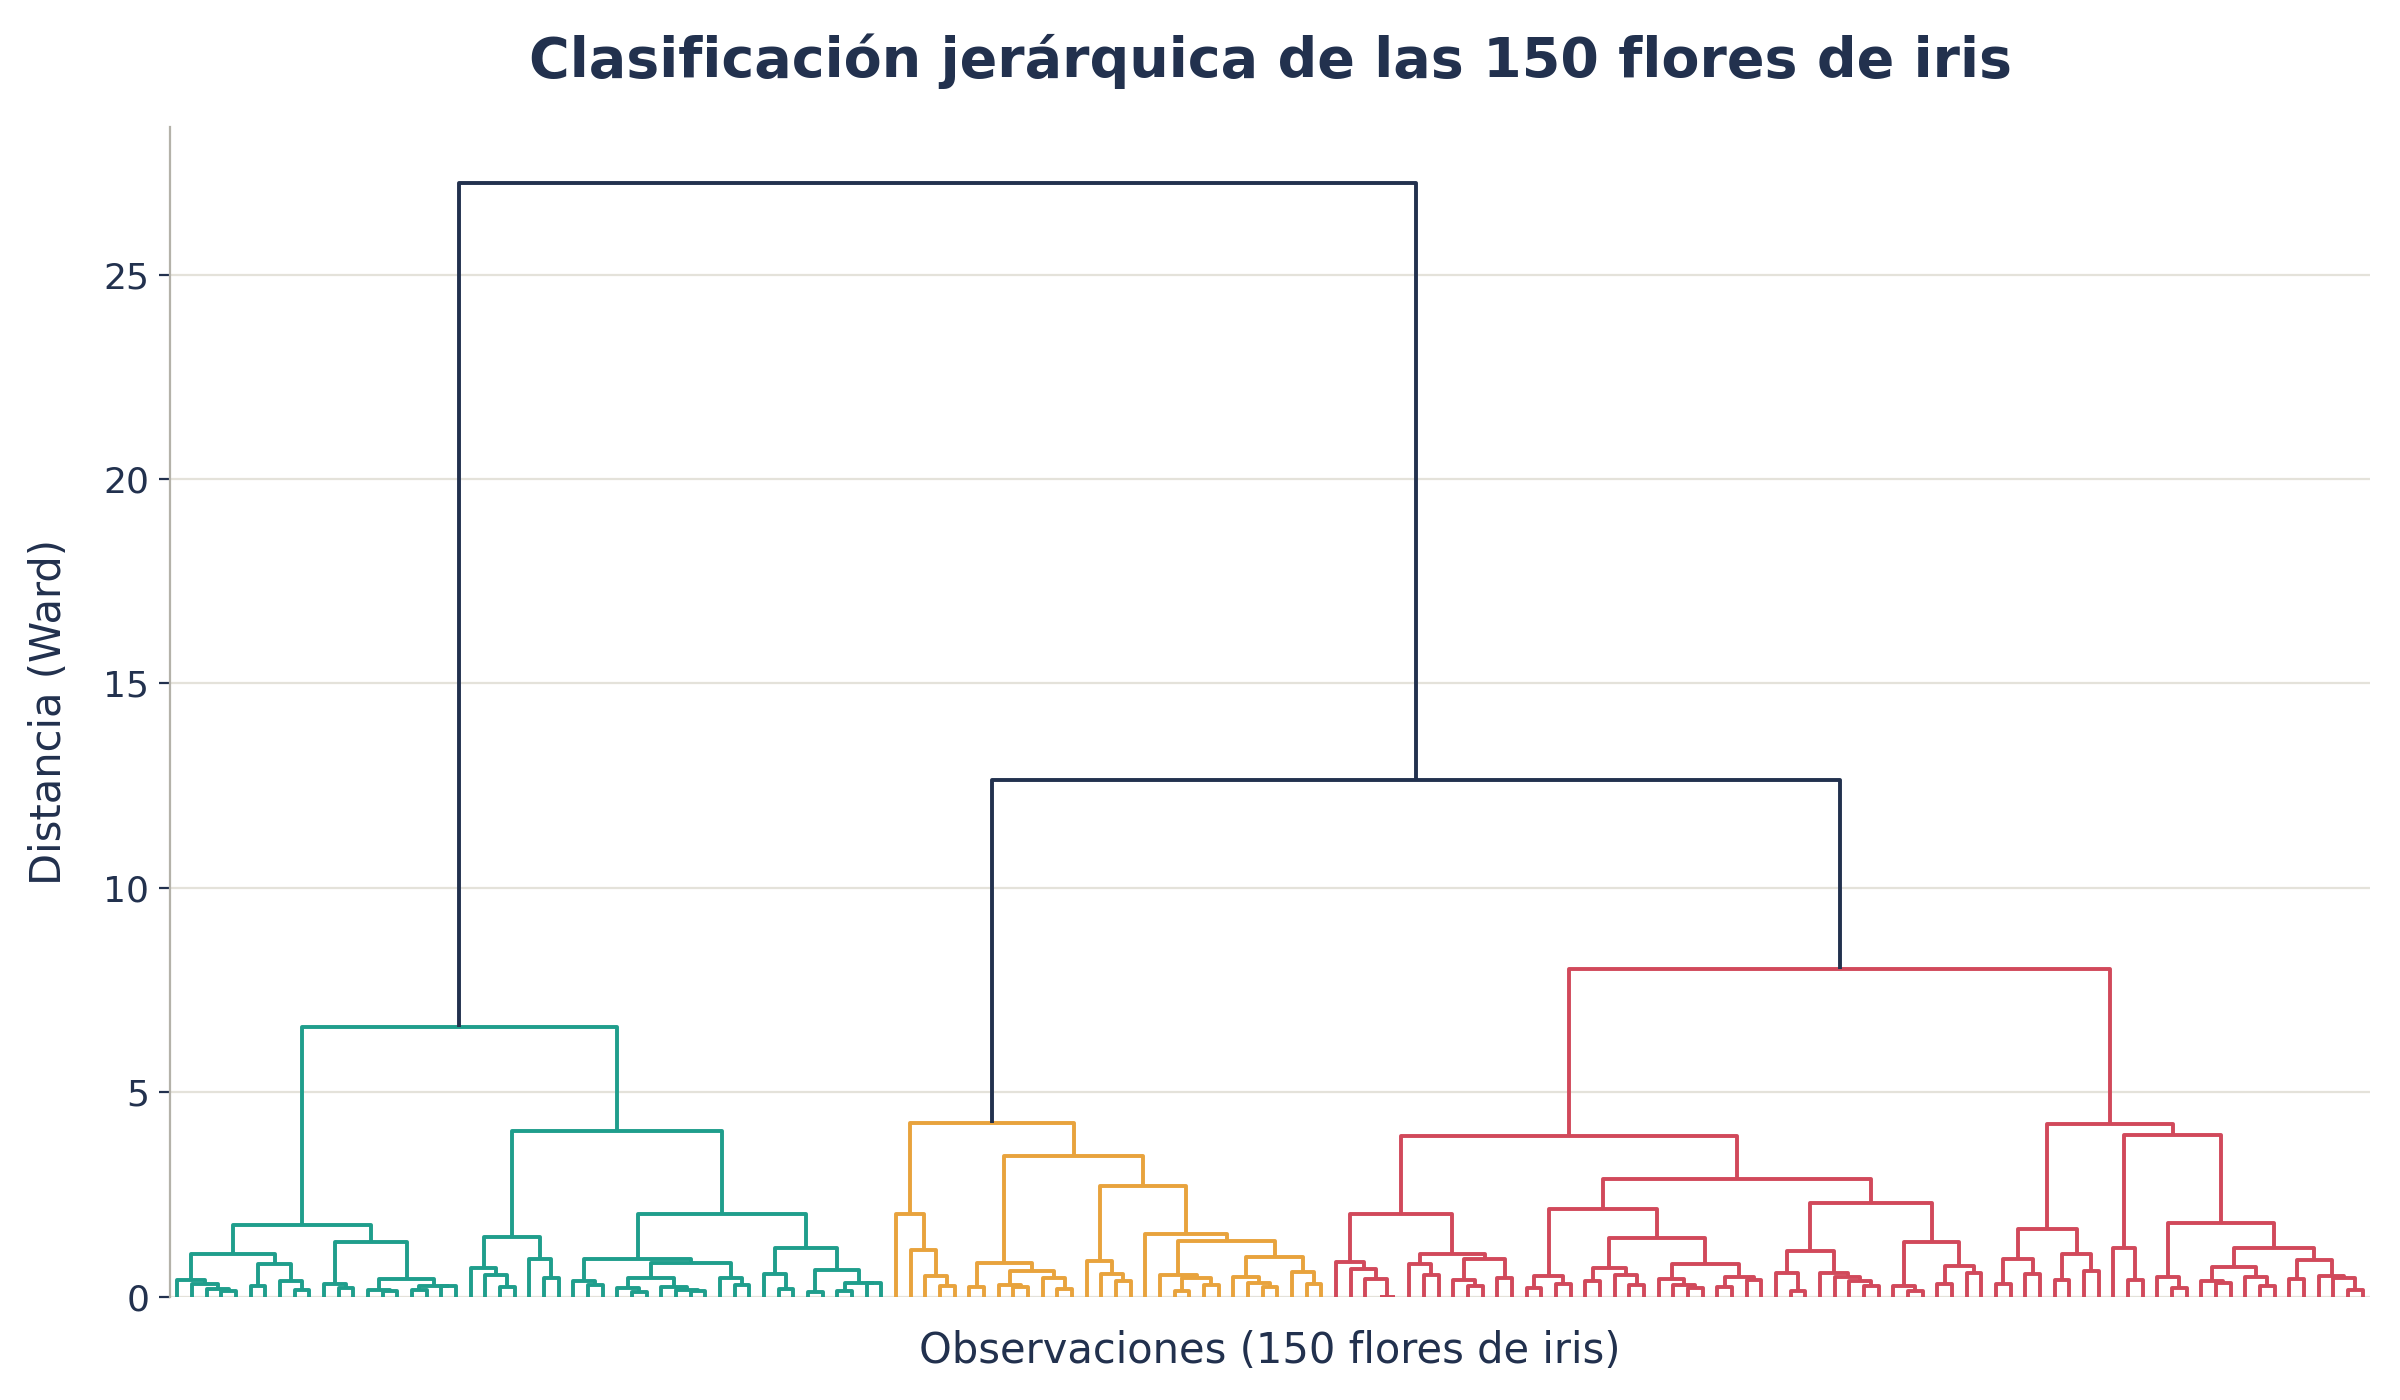 Clasificación jerárquica de las 150 flores de iris
Distancia (Ward)
25
20
15
10
5
0
Observaciones (150 flores de iris)